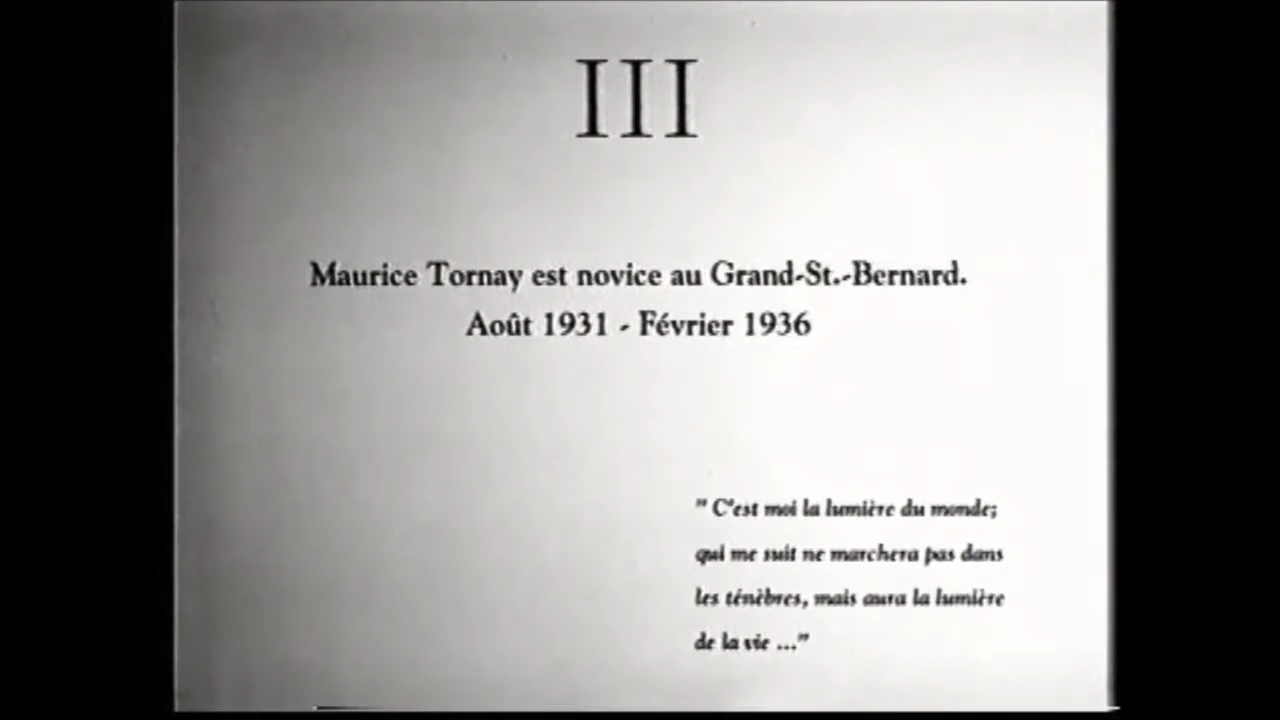 III
Maurice Tornay est novice au Grand-St.-Bernard.
Août 1931 - Février 1936
" C'est moi la lumière du monde;
qui me suit ne marchera pas dans
les ténèbres, mais aura la lumière
de la vie ..."